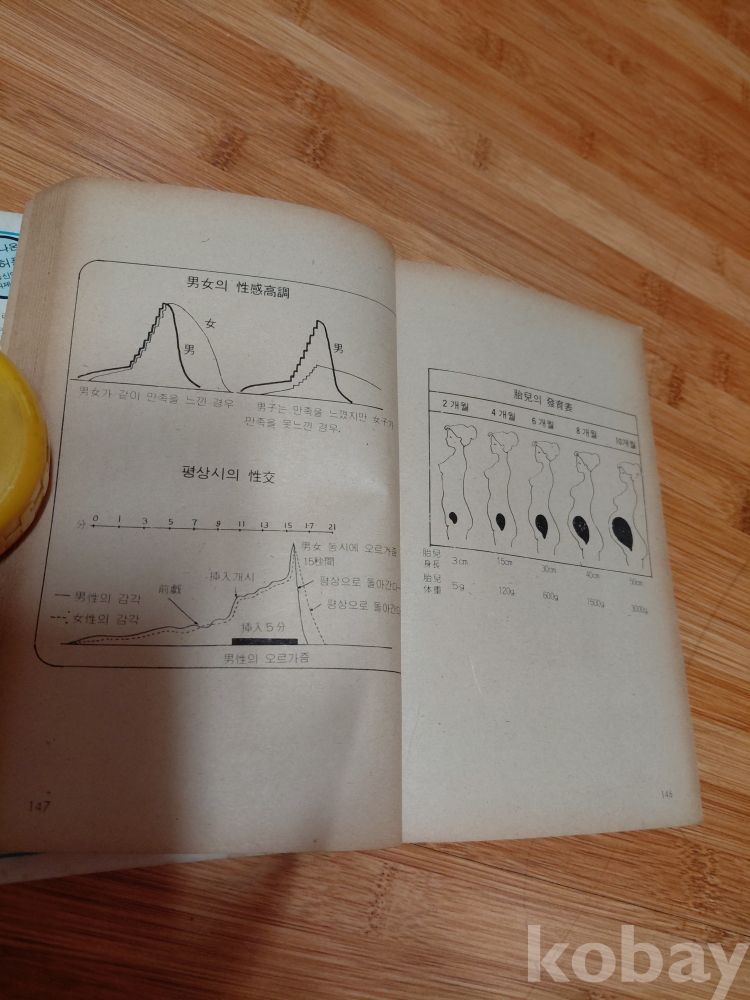 男女의 性感高調
女
男
男
男女가 같이 만족을 느낀 경우
男子는 만족을 느꼈지만 女子가
만족을 못느낀 경우.
평상시의 性交
分 0 1 3 5 7 9 11 13 15 17 21
男女 동시에 오르가즘
15秒間
평상으로 돌아간
평상으로 돌아간
挿入개시
前戱
男性의 감각
女性의 감각
挿入5分
男性의 오르가즘
147
胎兒의 發育表
2개월 4개월 6개월 8개월 10개월
胎兒身長 3cm 15cm 30cm 40cm 50cm
胎兒体重 5g 120g 600g 1500g 3000g
146
kobay